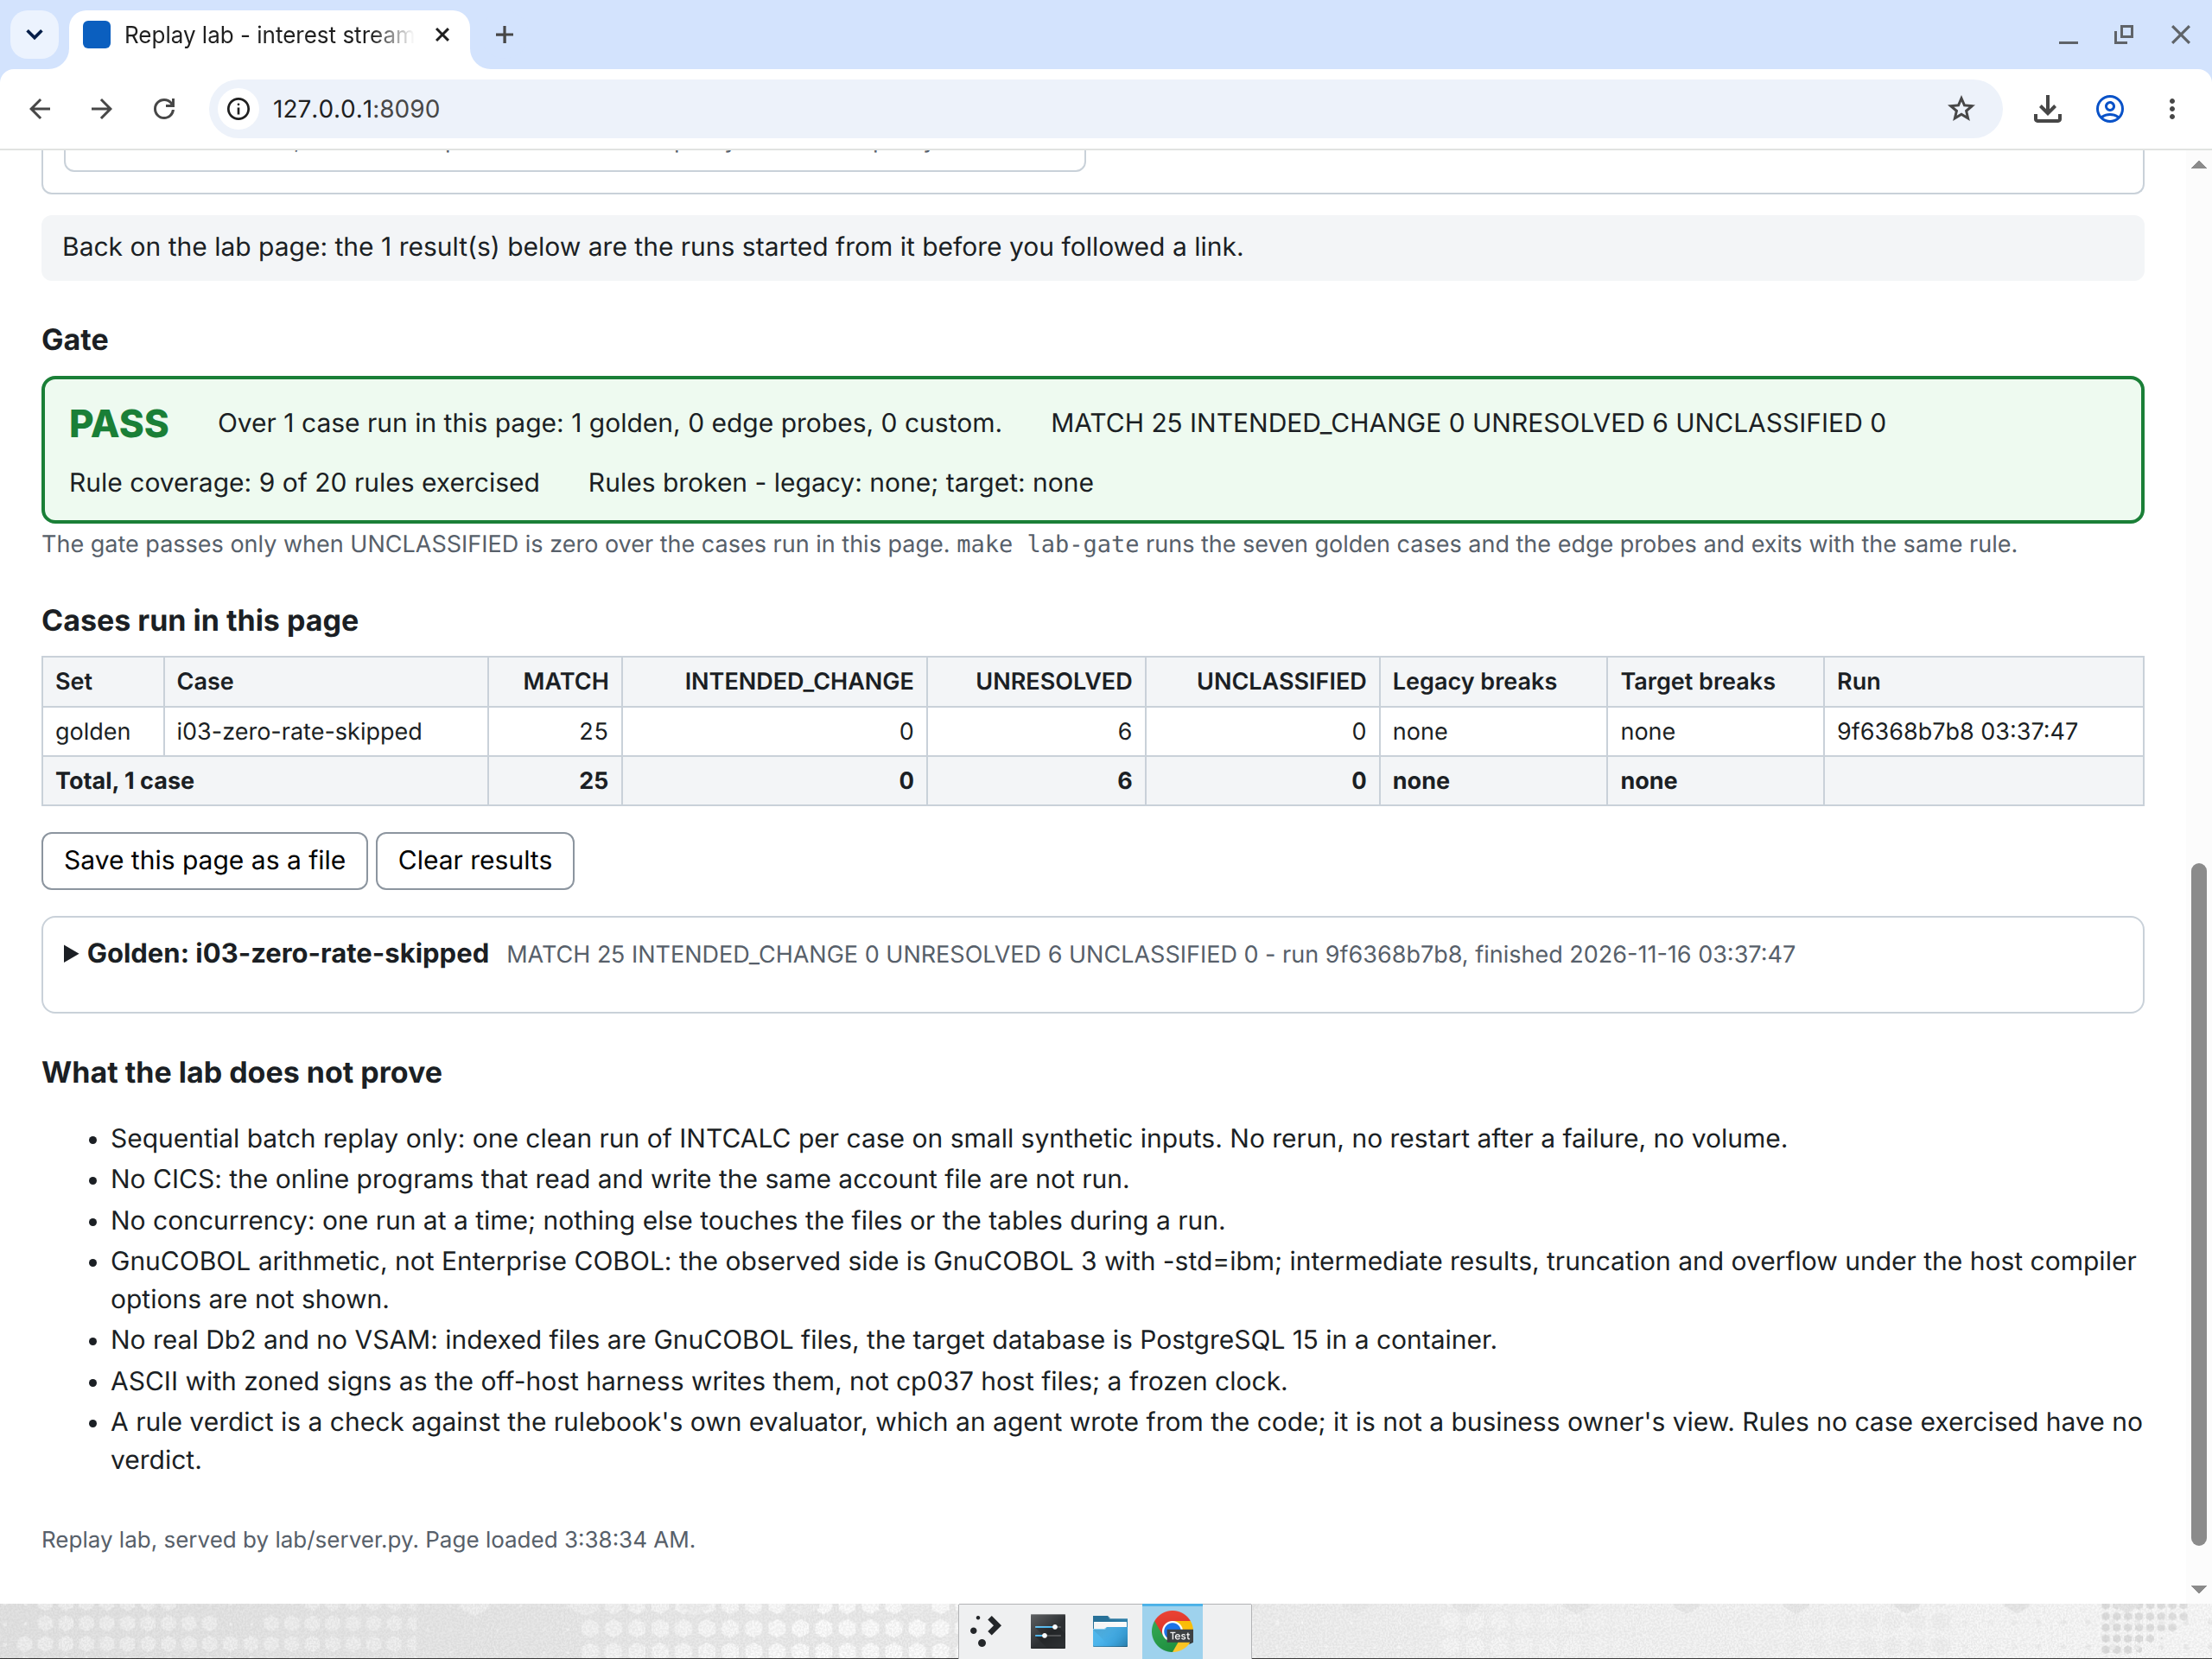 Replay lab - interest stream
127.0.0.1:8090
Back on the lab page: the 1 result(s) below are the runs started from it before you followed a link.
Gate
PASS Over 1 case run in this page: 1 golden, 0 edge probes, 0 custom. MATCH 25 INTENDED_CHANGE 0 UNRESOLVED 6 UNCLASSIFIED 0
Rule coverage: 9 of 20 rules exercised Rules broken - legacy: none; target: none
The gate passes only when UNCLASSIFIED is zero over the cases run in this page. make lab-gate runs the seven golden cases and the edge probes and exits with the same rule.
Cases run in this page
Set Case MATCH INTENDED_CHANGE UNRESOLVED UNCLASSIFIED Legacy breaks Target breaks Run
golden i03-zero-rate-skipped 25 0 6 0 none none 9f6368b7b8 03:37:47
Total, 1 case 25 0 6 0 none none
Save this page as a file Clear results
Golden: i03-zero-rate-skipped MATCH 25 INTENDED_CHANGE 0 UNRESOLVED 6 UNCLASSIFIED 0 - run 9f6368b7b8, finished 2026-11-16 03:37:47
What the lab does not prove
• Sequential batch replay only: one clean run of INTCALC per case on small synthetic inputs. No rerun, no restart after a failure, no volume.
• No CICS: the online programs that read and write the same account file are not run.
• No concurrency: one run at a time; nothing else touches the files or the tables during a run.
• GnuCOBOL arithmetic, not Enterprise COBOL: the observed side is GnuCOBOL 3 with -std=ibm; intermediate results, truncation and overflow under the host compiler
options are not shown.
• No real Db2 and no VSAM: indexed files are GnuCOBOL files, the target database is PostgreSQL 15 in a container.
• ASCII with zoned signs as the off-host harness writes them, not cp037 host files; a frozen clock.
• A rule verdict is a check against the rulebook's own evaluator, which an agent wrote from the code; it is not a business owner's view. Rules no case exercised have no
verdict.
Replay lab, served by lab/server.py. Page loaded 3:38:34 AM.
Test